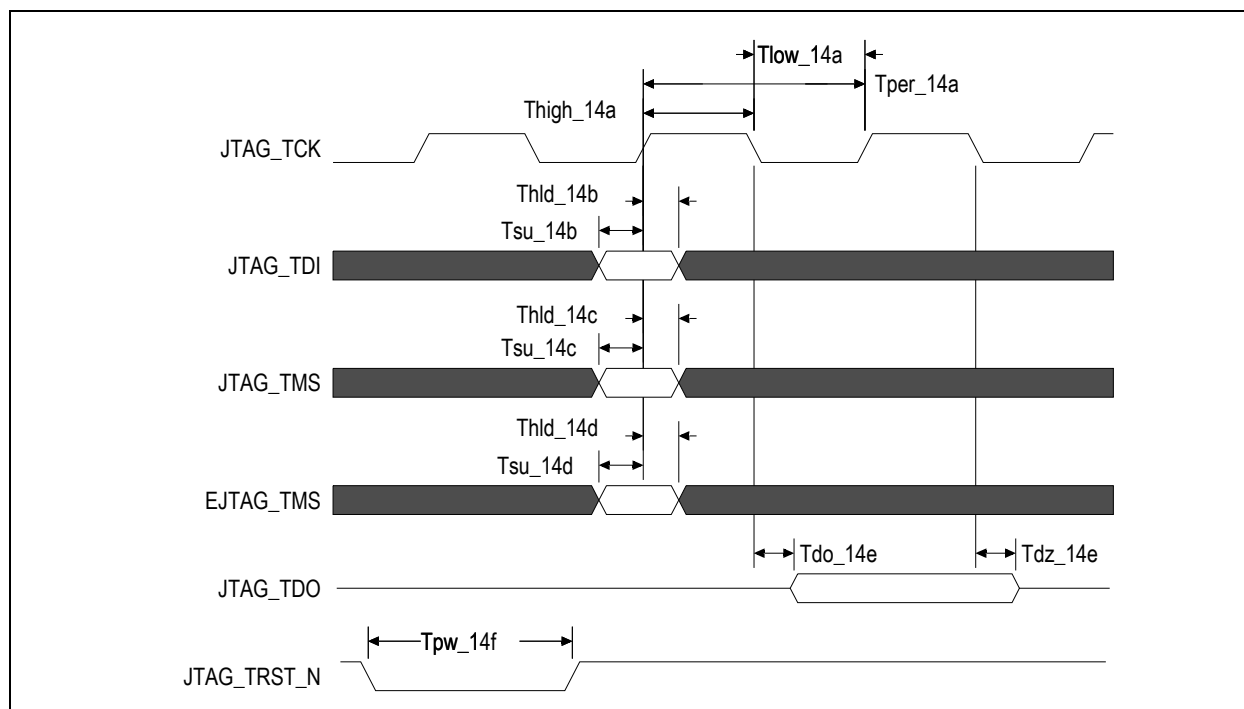 Tlow_14a
Tper_14a
Thigh_14a
JTAG_TCK
Thld_14b
Tsu_14b
JTAG_TDI
Thld_14c
Tsu_14c
JTAG_TMS
Thld_14d
Tsu_14d
EJTAG_TMS
Tdo_14e
Tdz_14e
JTAG_TDO
Tpw_14f
JTAG_TRST_N